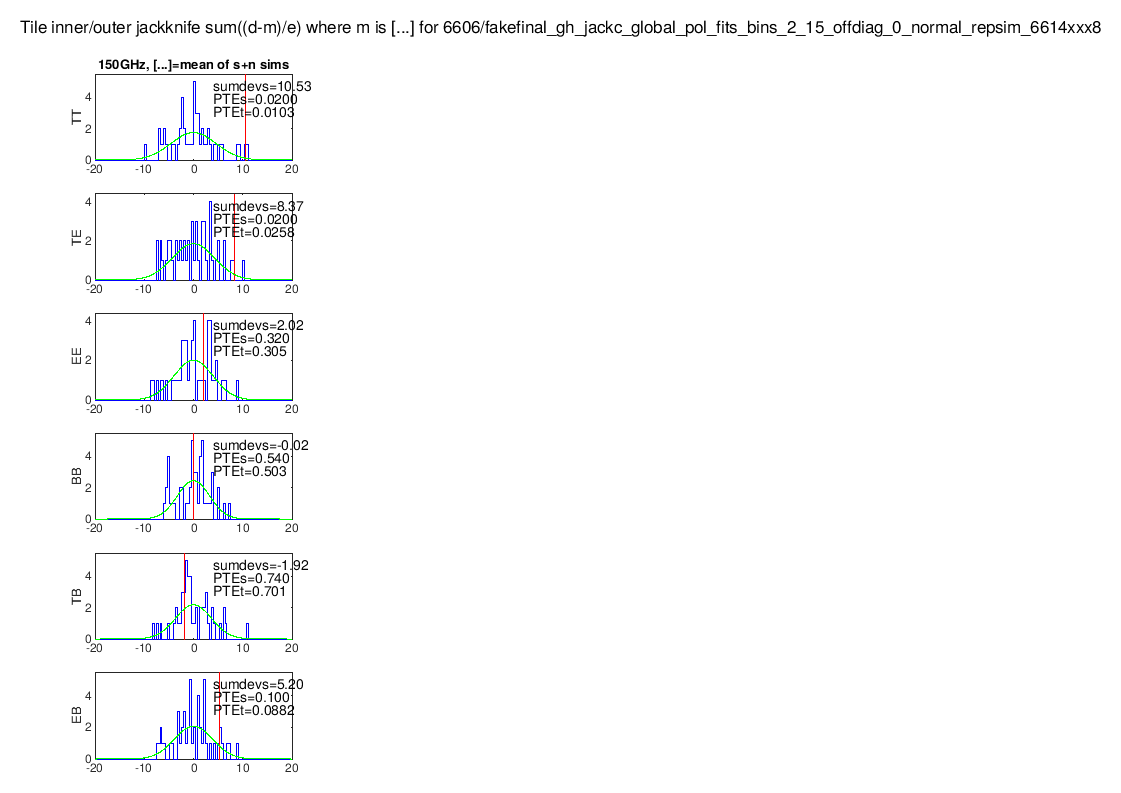 Tile inner/outer jackknife sum((d-m)/e) where m is [...] for 6606/fakefinal_gh_jackc_global_pol_fits_bins_2_15_offdiag_0_normal_repsim_6614xxx8
150GHz, [...]=mean of s+n sims
TT
4
2
0
sumdevs=10.53
PTEs=0.0200
PTEt=0.0103
-20 -10 0 10 20
TE
4
2
0
sumdevs=8.37
PTEs=0.0200
PTEt=0.0258
-20 -10 0 10 20
EE
4
2
0
sumdevs=2.02
PTEs=0.320
PTEt=0.305
-20 -10 0 10 20
BB
4
2
0
sumdevs=-0.02
PTEs=0.540
PTEt=0.503
-20 -10 0 10 20
TB
4
2
0
sumdevs=-1.92
PTEs=0.740
PTEt=0.701
-20 -10 0 10 20
EB
4
2
0
sumdevs=5.20
PTEs=0.100
PTEt=0.0882
-20 -10 0 10 20